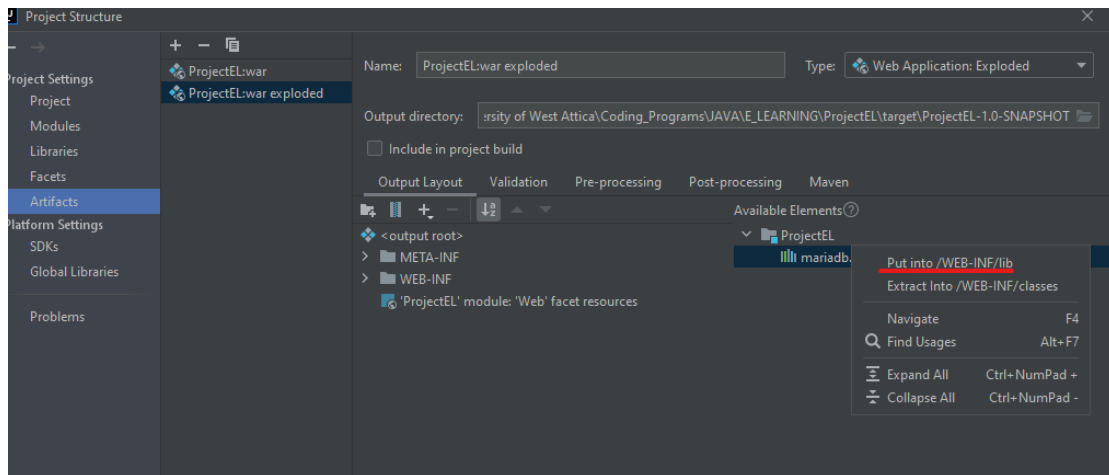 Project Structure
Project Settings
Project
Modules
Libraries
Facets
Artifacts
Platform Settings
SDKs
Global Libraries
Problems
ProjectEL:war
ProjectEL:war exploded
Name: ProjectEL:war exploded
Type: Web Application: Exploded
Output directory: ersity of West Attica\Coding_Programs\JAVA\E_LEARNING\ProjectEL\target\ProjectEL-1.0-SNAPSHOT
Include in project build
Output Layout Validation Pre-processing Post-processing Maven
Available Elements
<output root>
META-INF
WEB-INF
'ProjectEL' module: 'Web' facet resources
ProjectEL
mariadb.
Put into /WEB-INF/lib
Extract Into /WEB-INF/classes
Navigate F4
Find Usages Alt+F7
Expand All Ctrl+NumPad +
Collapse All Ctrl+NumPad -